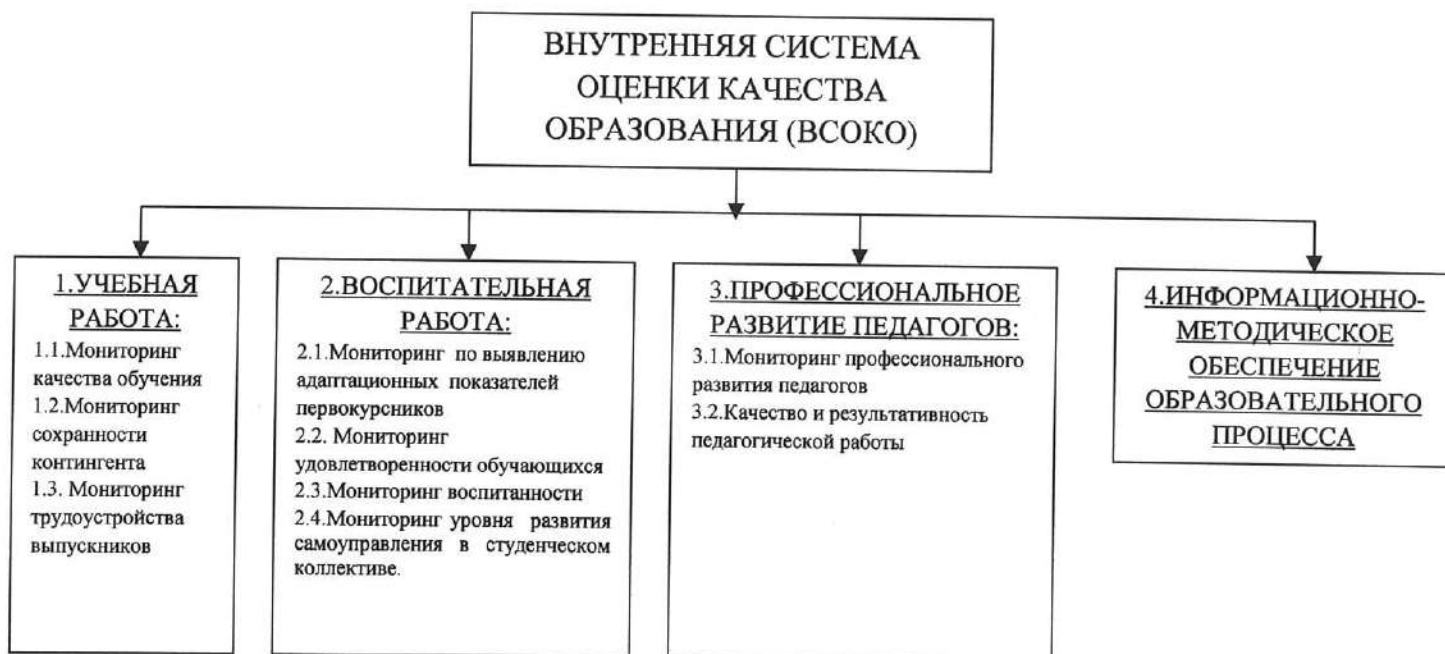 ВНУТРЕННЯЯ СИСТЕМА
ОЦЕНКИ КАЧЕСТВА
ОБРАЗОВАНИЯ (ВСОКО)
1.УЧЕБНАЯ
РАБОТА:
1.1.Мониторинг
качества обучения
1.2.Мониторинг
сохранности
контингента
1.3. Мониторинг
трудоустройства
выпускников
2.ВОСПИТАТЕЛЬНАЯ
РАБОТА:
2.1.Мониторинг по выявлению
адаптационных показателей
первокурсников
2.2. Мониторинг
удовлетворенности обучающихся
2.3.Мониторинг воспитанности
2.4.Мониторинг уровня развития
самоуправления в студенческом
коллективе.
3.ПРОФЕССИОНАЛЬНОЕ
РАЗВИТИЕ ПЕДАГОГОВ:
3.1.Мониторинг профессионального
развития педагогов
3.2.Качество и результативность
педагогической работы
4.ИНФОРМАЦИОННО-
МЕТОДИЧЕСКОЕ
ОБЕСПЕЧЕНИЕ
ОБРАЗОВАТЕЛЬНОГО
ПРОЦЕССА